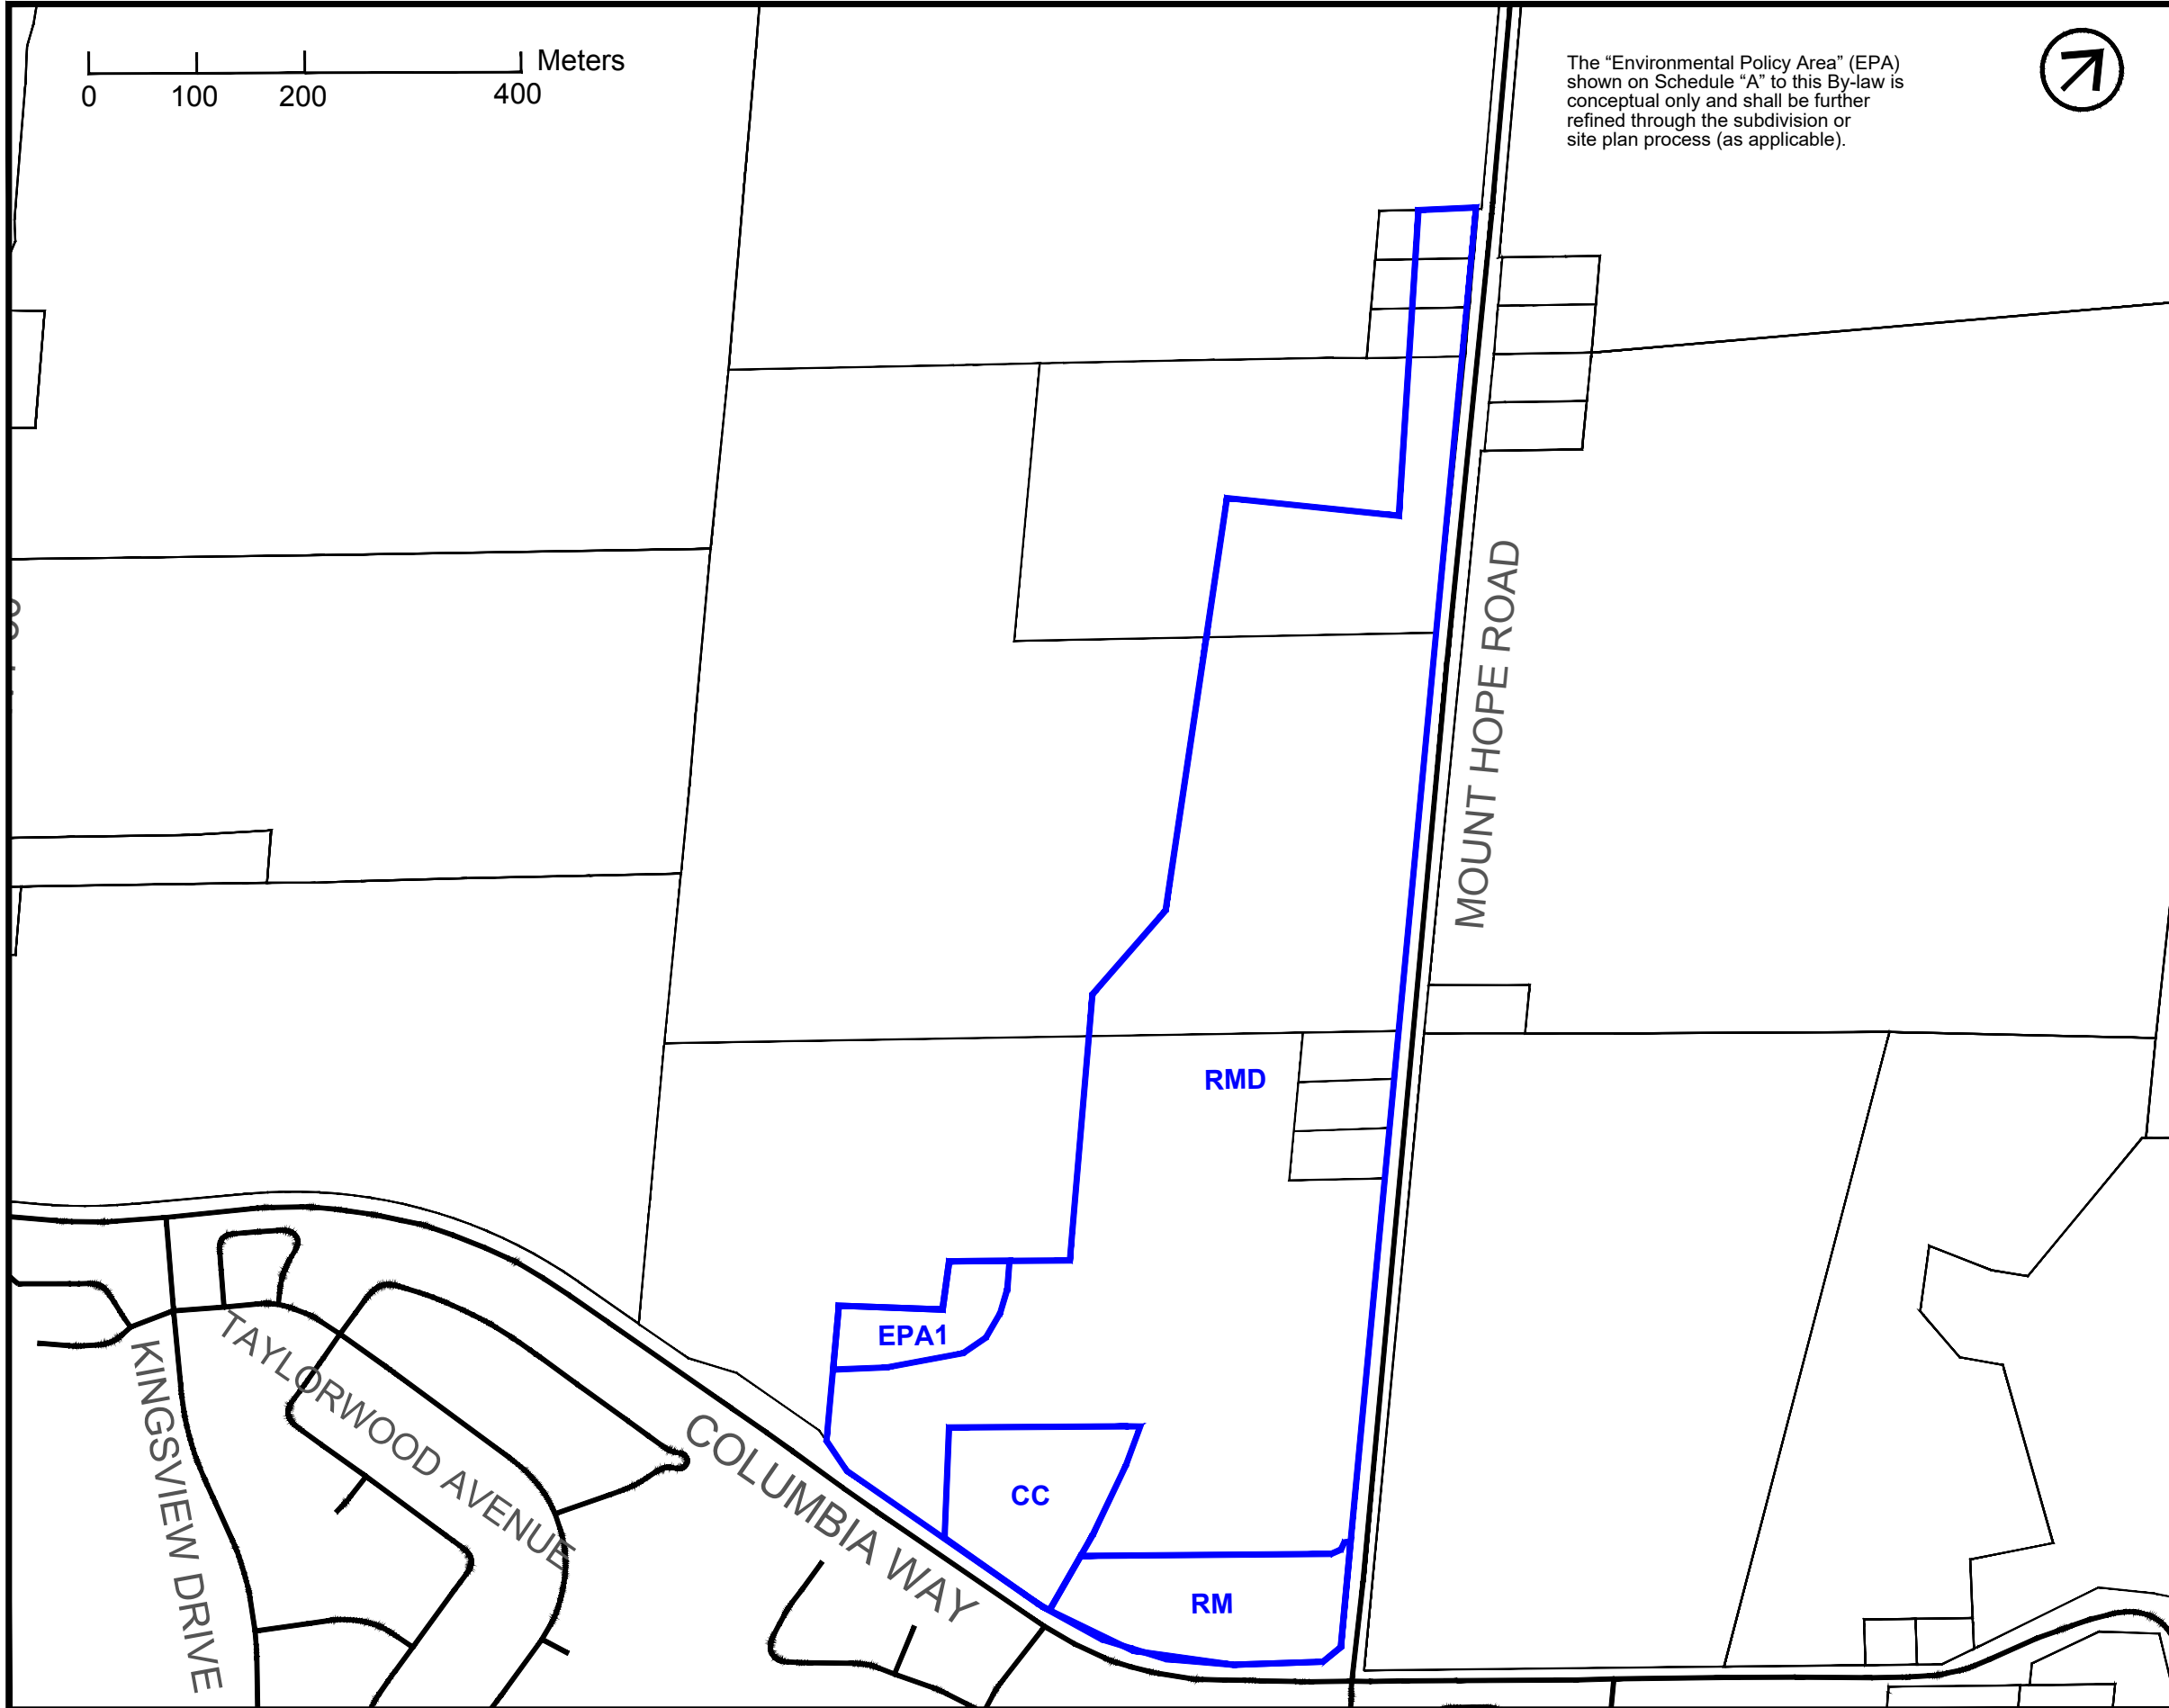 Meters
0 100 200 400
The “Environmental Policy Area” (EPA)
shown on Schedule “A” to this By-law is
conceptual only and shall be further
refined through the subdivision or
site plan process (as applicable).
MOUNT HOPE ROAD
RMD
EPA1
TAYLORWOOD AVENUE
KINGSVIEW DRIVE
COLUMBIA WAY
CC
RM